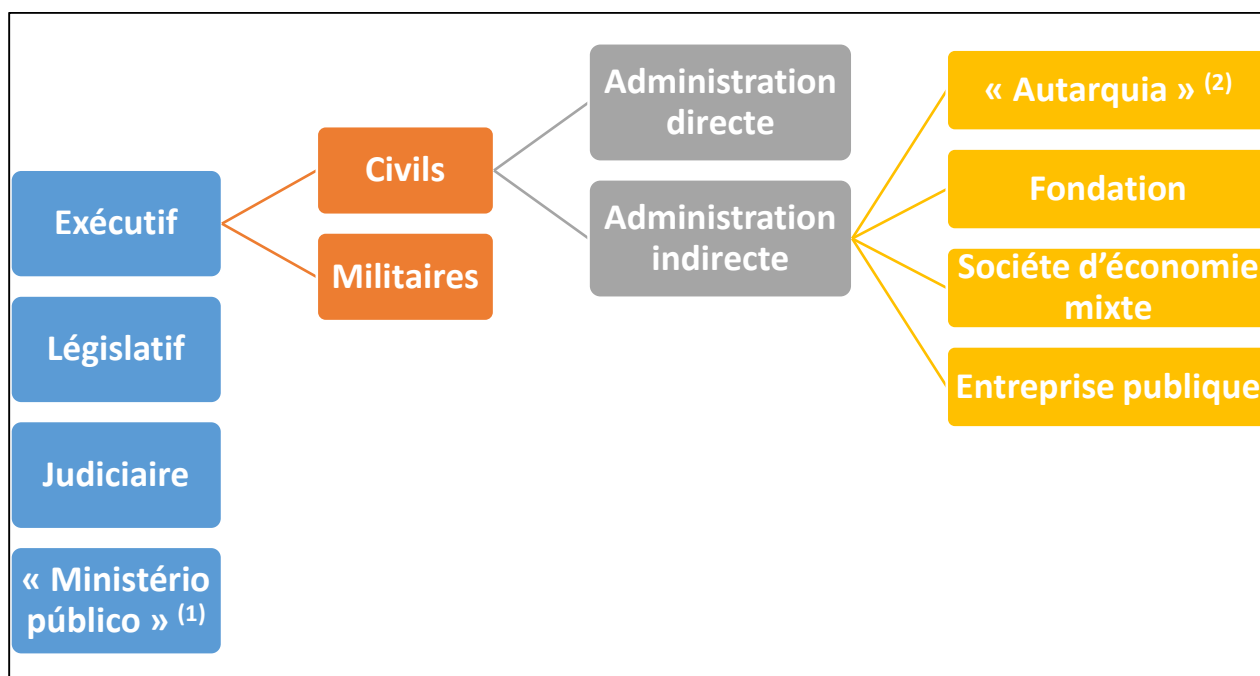 Exécutif
Législatif
Judiciaire
« Ministério
público » (1)
Civils
Militaires
Administration
directe
Administration
indirecte
« Autarquia » (2)
Fondation
Sociéte d’économie
mixte
Entreprise publique